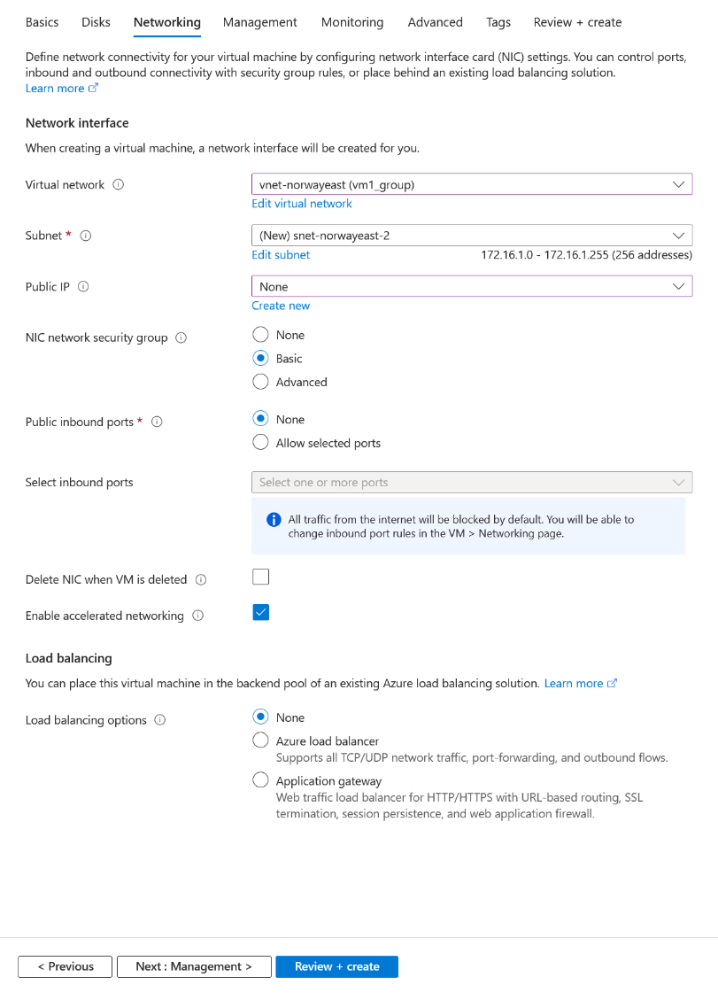 Basics Disks Networking Management Monitoring Advanced Tags Review + create
Define network connectivity for your virtual machine by configuring network interface card (NIC) settings. You can control ports,
inbound and outbound connectivity with security group rules, or place behind an existing load balancing solution.
Learn more
Network interface
When creating a virtual machine, a network interface will be created for you.
Virtual network
vnet-norwayeast (vm1_group)
Edit virtual network
Subnet *
(New) snet-norwayeast-2
Edit subnet 172.16.1.0 - 172.16.1.255 (256 addresses)
Public IP
None
Create new
NIC network security group
None
Basic
Advanced
Public inbound ports *
None
Allow selected ports
Select inbound ports
Select one or more ports
All traffic from the internet will be blocked by default. You will be able to
change inbound port rules in the VM > Networking page.
Delete NIC when VM is deleted
Enable accelerated networking
Load balancing
You can place this virtual machine in the backend pool of an existing Azure load balancing solution. Learn more
Load balancing options
None
Azure load balancer
Supports all TCP/UDP network traffic, port-forwarding, and outbound flows.
Application gateway
Web traffic load balancer for HTTP/HTTPS with URL-based routing, SSL
termination, session persistence, and web application firewall.
< Previous Next : Management > Review + create